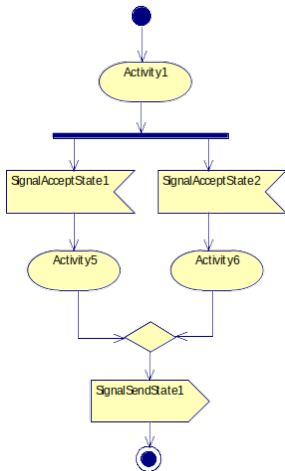 Activity1
SignalAcceptState1
SignalAcceptState2
Activity5
Activity6
SignalSendState1